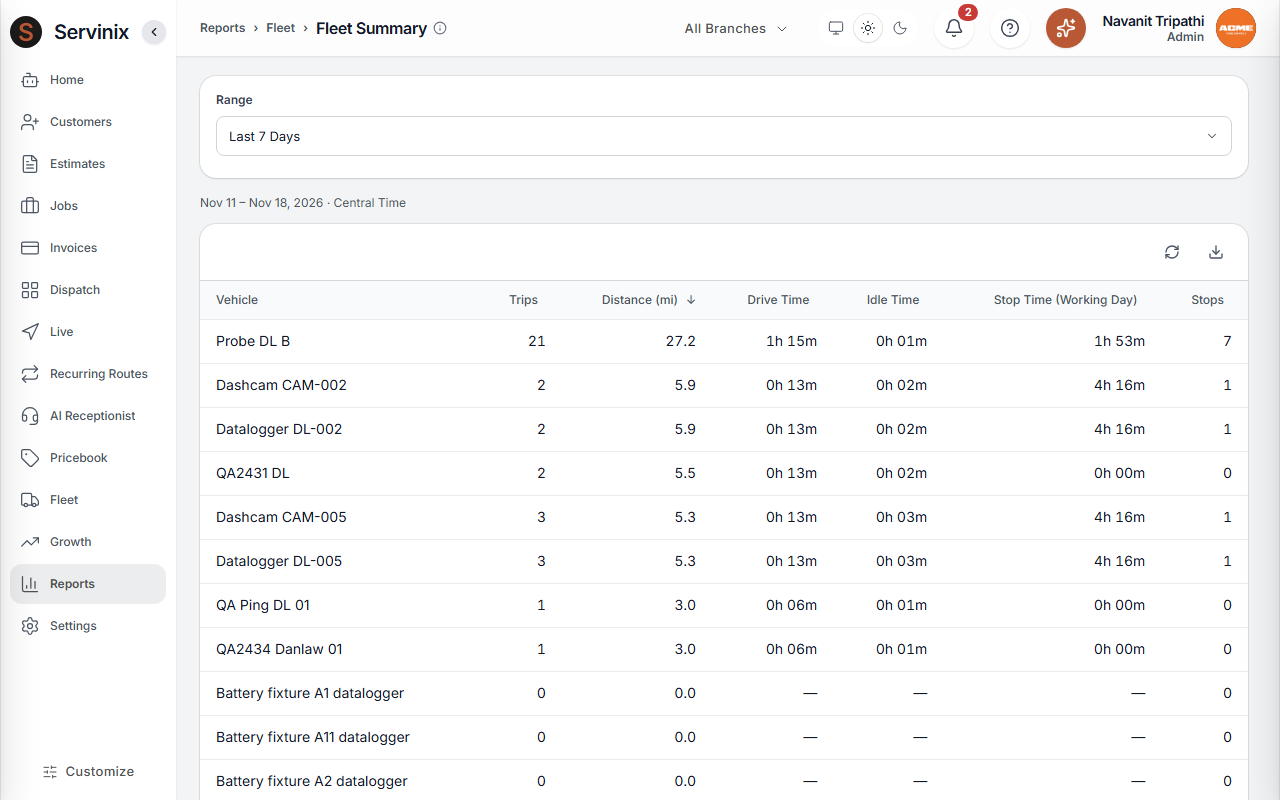 S Servinix
Reports › Fleet › Fleet Summary
All Branches
2
Navanit Tripathi
Admin
ACME
Home
Customers
Estimates
Jobs
Invoices
Dispatch
Live
Recurring Routes
AI Receptionist
Pricebook
Fleet
Growth
Reports
Settings
Customize
Range
Last 7 Days
Nov 11 – Nov 18, 2026 · Central Time
Vehicle Trips Distance (mi) ↓ Drive Time Idle Time Stop Time (Working Day) Stops
Probe DL B 21 27.2 1h 15m 0h 01m 1h 53m 7
Dashcam CAM-002 2 5.9 0h 13m 0h 02m 4h 16m 1
Datalogger DL-002 2 5.9 0h 13m 0h 02m 4h 16m 1
QA2431 DL 2 5.5 0h 13m 0h 02m 0h 00m 0
Dashcam CAM-005 3 5.3 0h 13m 0h 03m 4h 16m 1
Datalogger DL-005 3 5.3 0h 13m 0h 03m 4h 16m 1
QA Ping DL 01 1 3.0 0h 06m 0h 01m 0h 00m 0
QA2434 Danlaw 01 1 3.0 0h 06m 0h 01m 0h 00m 0
Battery fixture A1 datalogger 0 0.0 — — — 0
Battery fixture A11 datalogger 0 0.0 — — — 0
Battery fixture A2 datalogger 0 0.0 — — — 0